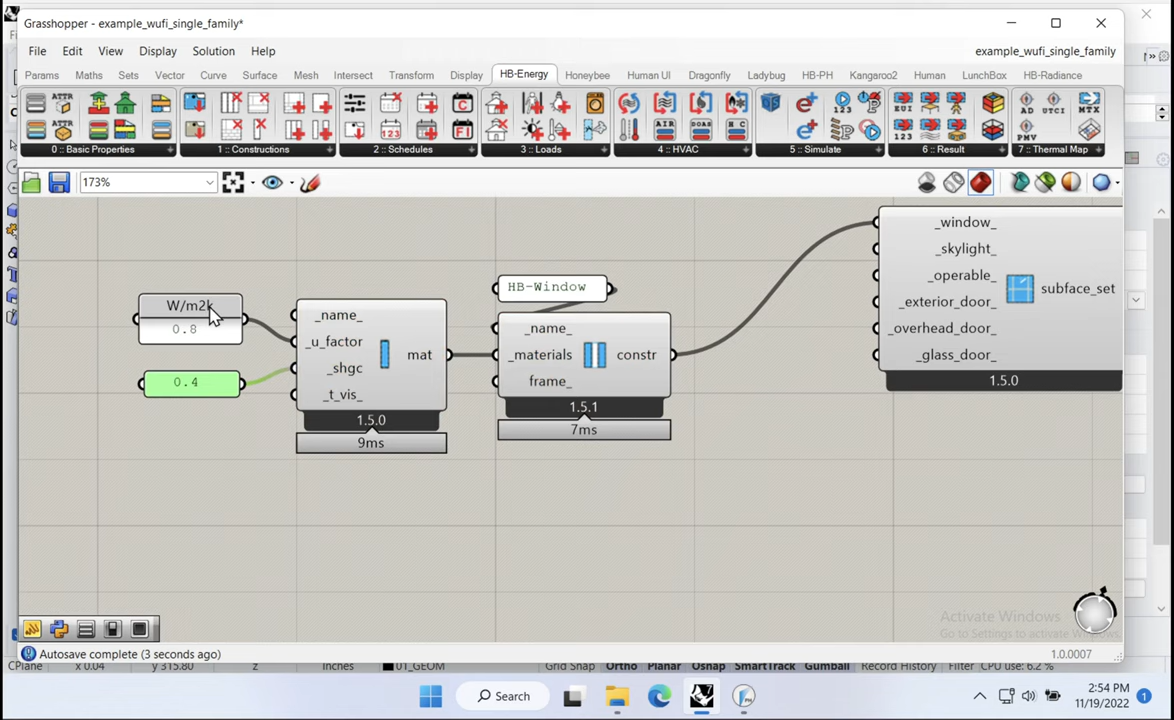 Grasshopper - example_wufi_single_family*
File Edit View Display Solution Help
example_wufi_single_family
Params Maths Sets Vector Curve Surface Mesh Intersect Transform Display HB-Energy Honeybee Human UI Dragonfly Ladybug HB-PH Kangaroo2 Human LunchBox HB-Radiance
0 :: Basic Properties
1 :: Constructions
2 :: Schedules
3 :: Loads
4 :: HVAC
5 :: Simulate
6 :: Result
7 :: Thermal Map
173%
W/m2k
0.8
0.4
_name_
_u_factor
_shgc
_t_vis_
mat
1.5.0
9ms
HB-Window
_name_
_materials
frame_
constr
1.5.1
7ms
_window_
_skylight_
_operable_
_exterior_door_
_overhead_door_
_glass_door_
subface_set
1.5.0
Activate Windows
Go to Settings to activate Windows.
Autosave complete (3 seconds ago)
1.0.0007
CPlane x 0.04 y 315.80 z Inches 01_GEOM Grid Snap Ortho Planar Osnap SmartTrack Gumball Record History Filter CPU use: 6.2 %
Search
2:54 PM
11/19/2022
1